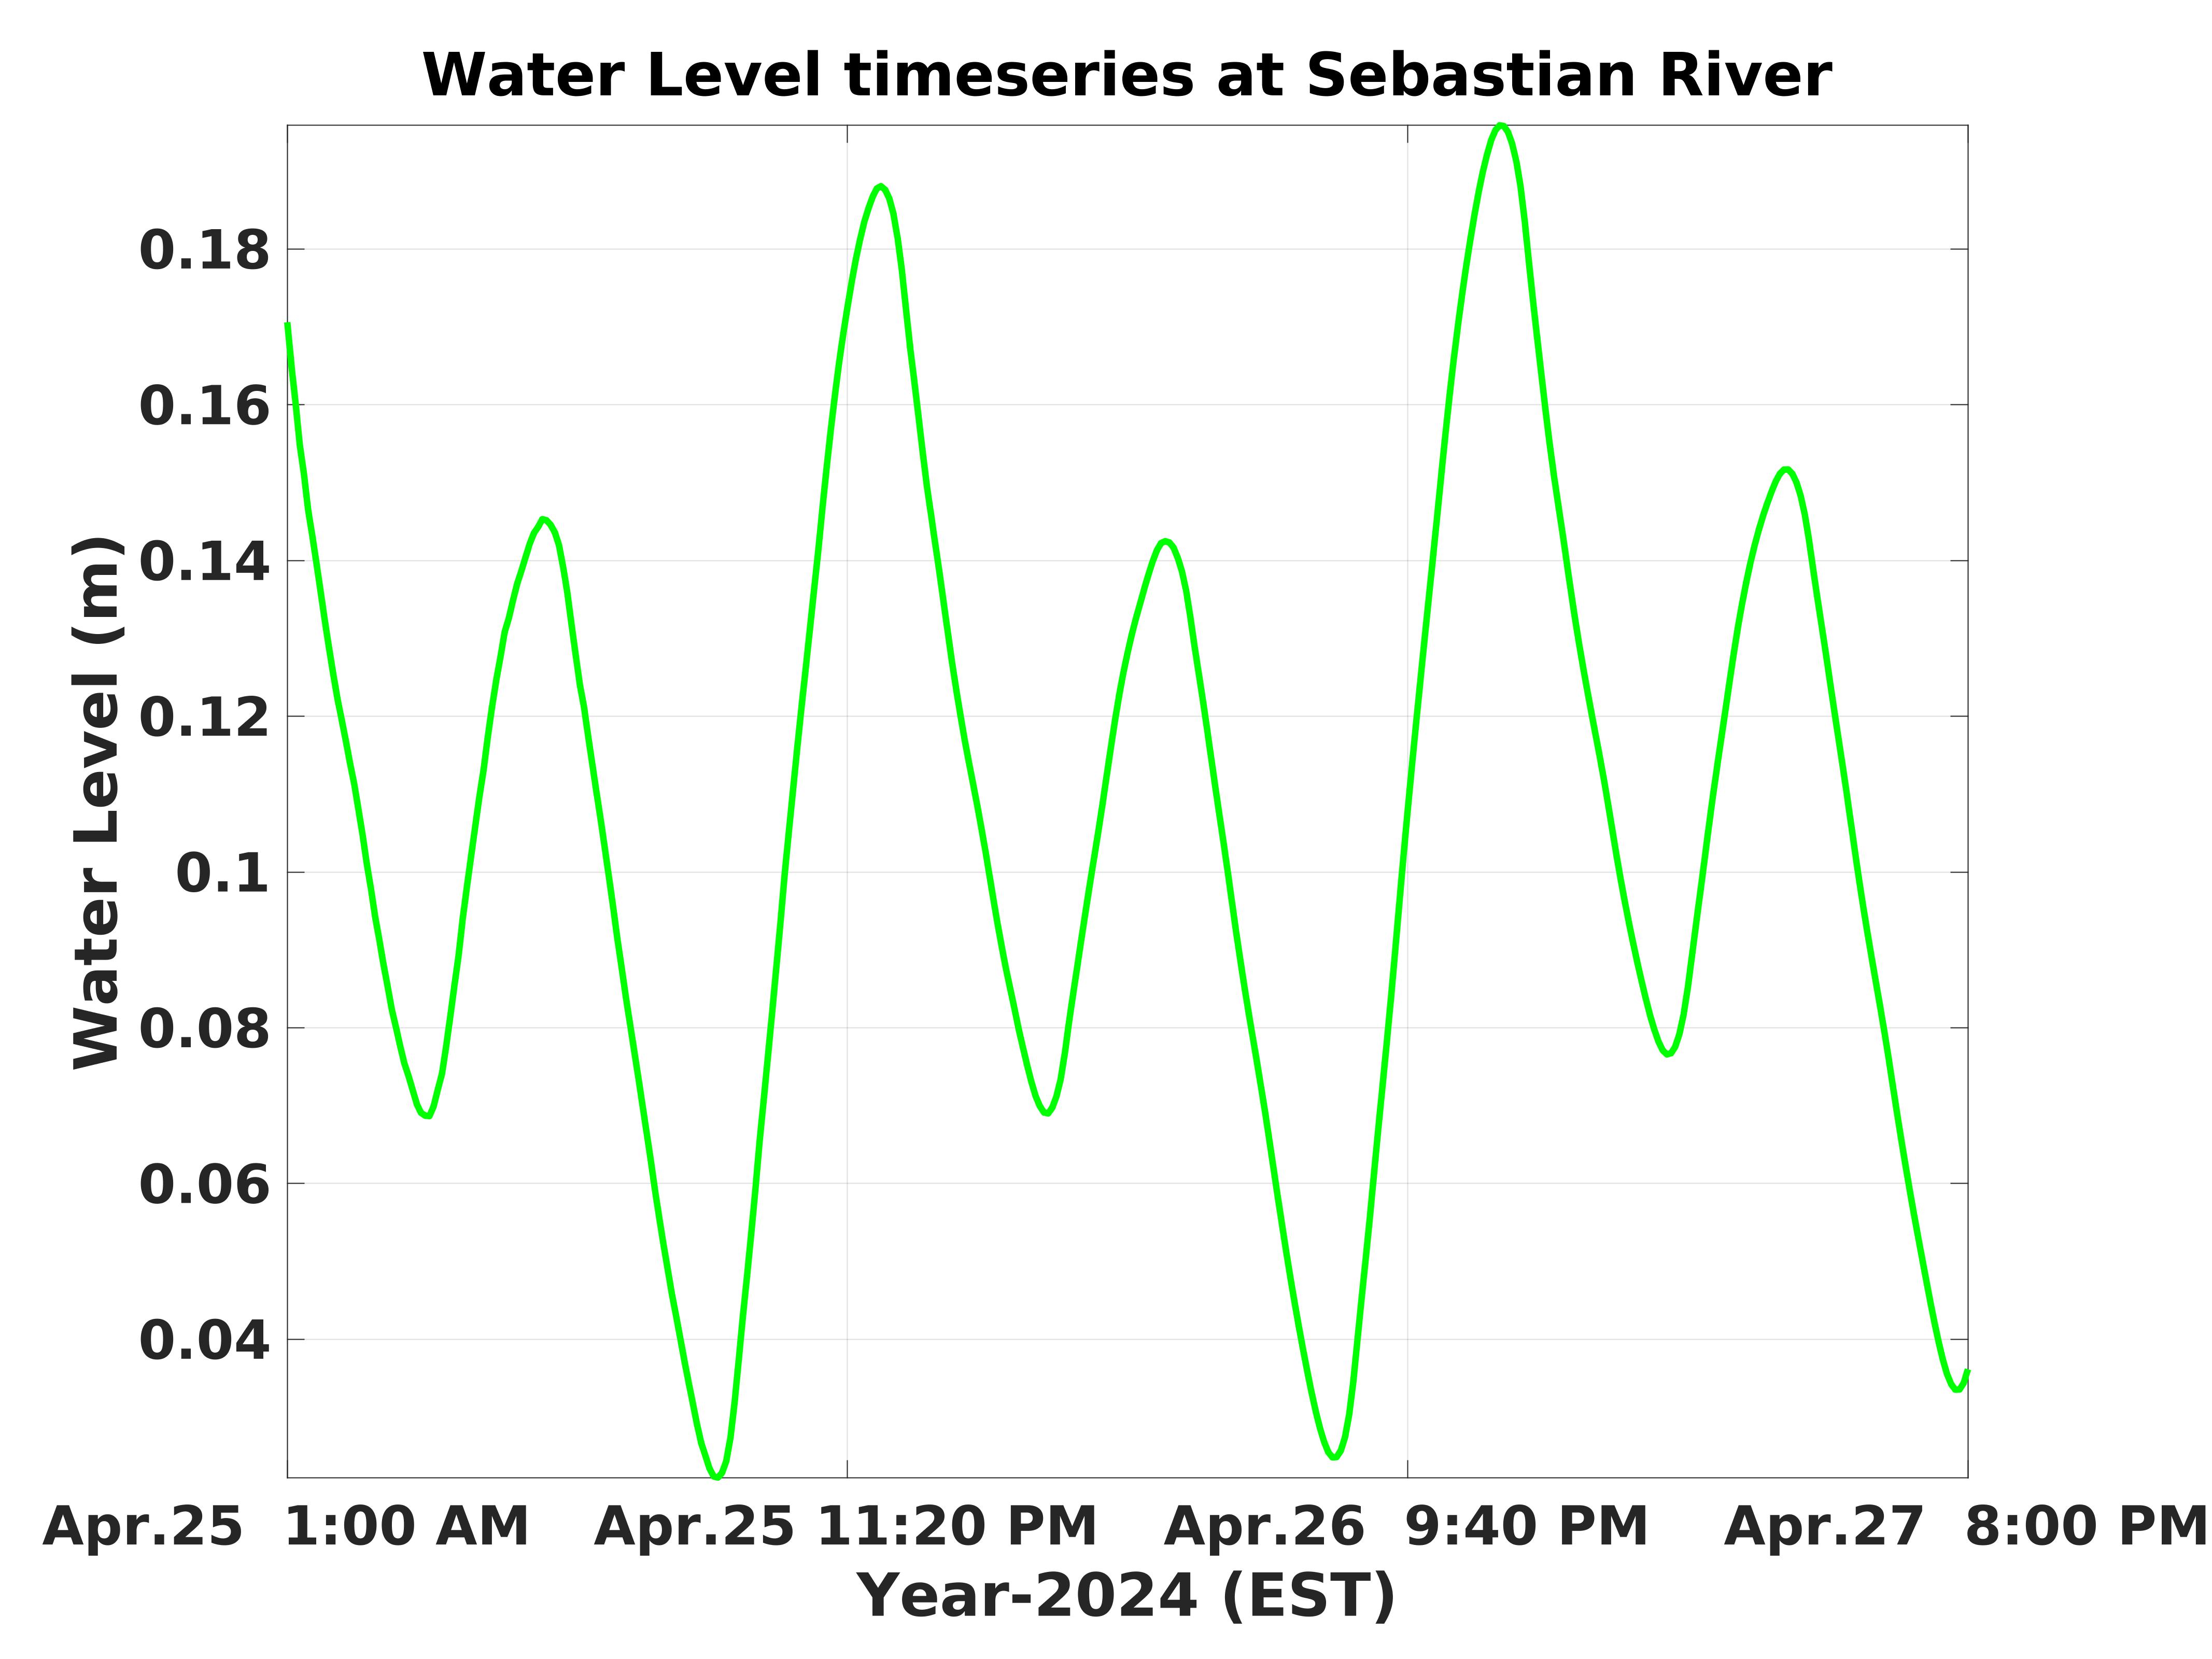 Water Level timeseries at Sebastian River
Water Level (m)
0.18
0.16
0.14
0.12
0.1
0.08
0.06
0.04
Apr.25 1:00 AM Apr.25 11:20 PM Apr.26 9:40 PM Apr.27 8:00 PM
Year-2024 (EST)